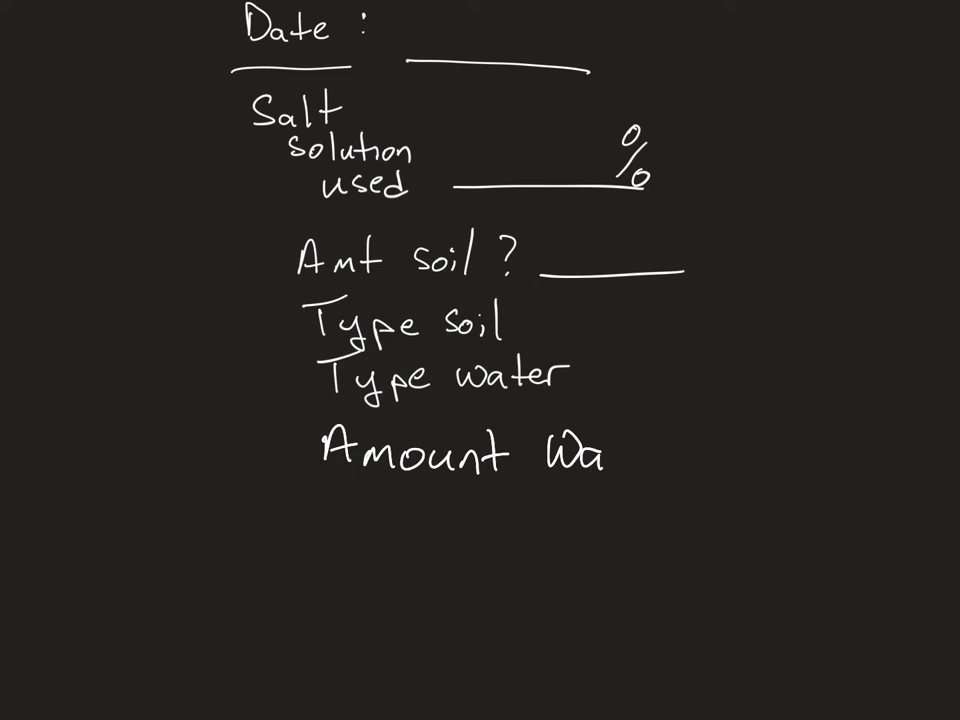 Date :
Salt
solution
used %
Amt soil ?
Type soil
Type water
Amount Wa